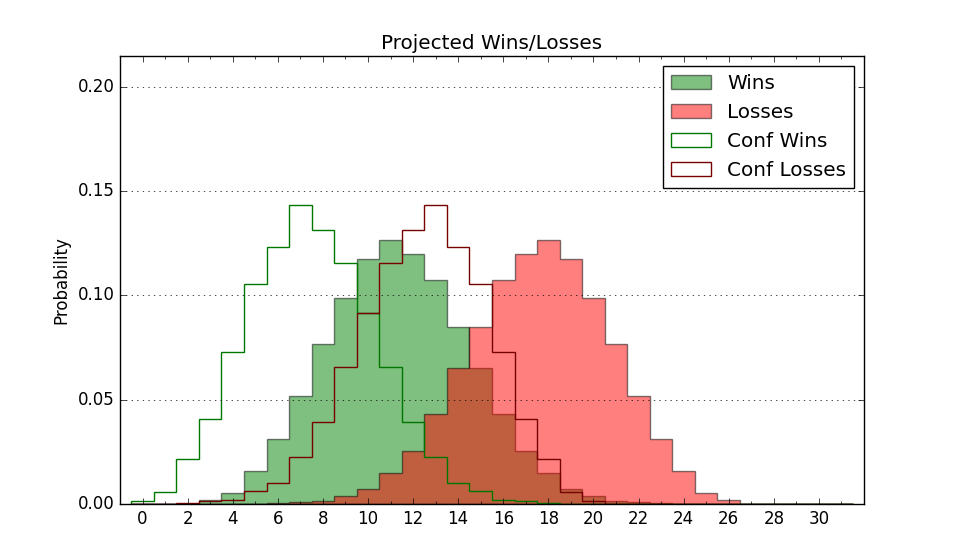 Projected Wins/Losses
Wins
Losses
Conf Wins
Conf Losses
Probability
0.20
0.15
0.10
0.05
0.00
0 2 4 6 8 10 12 14 16 18 20 22 24 26 28 30